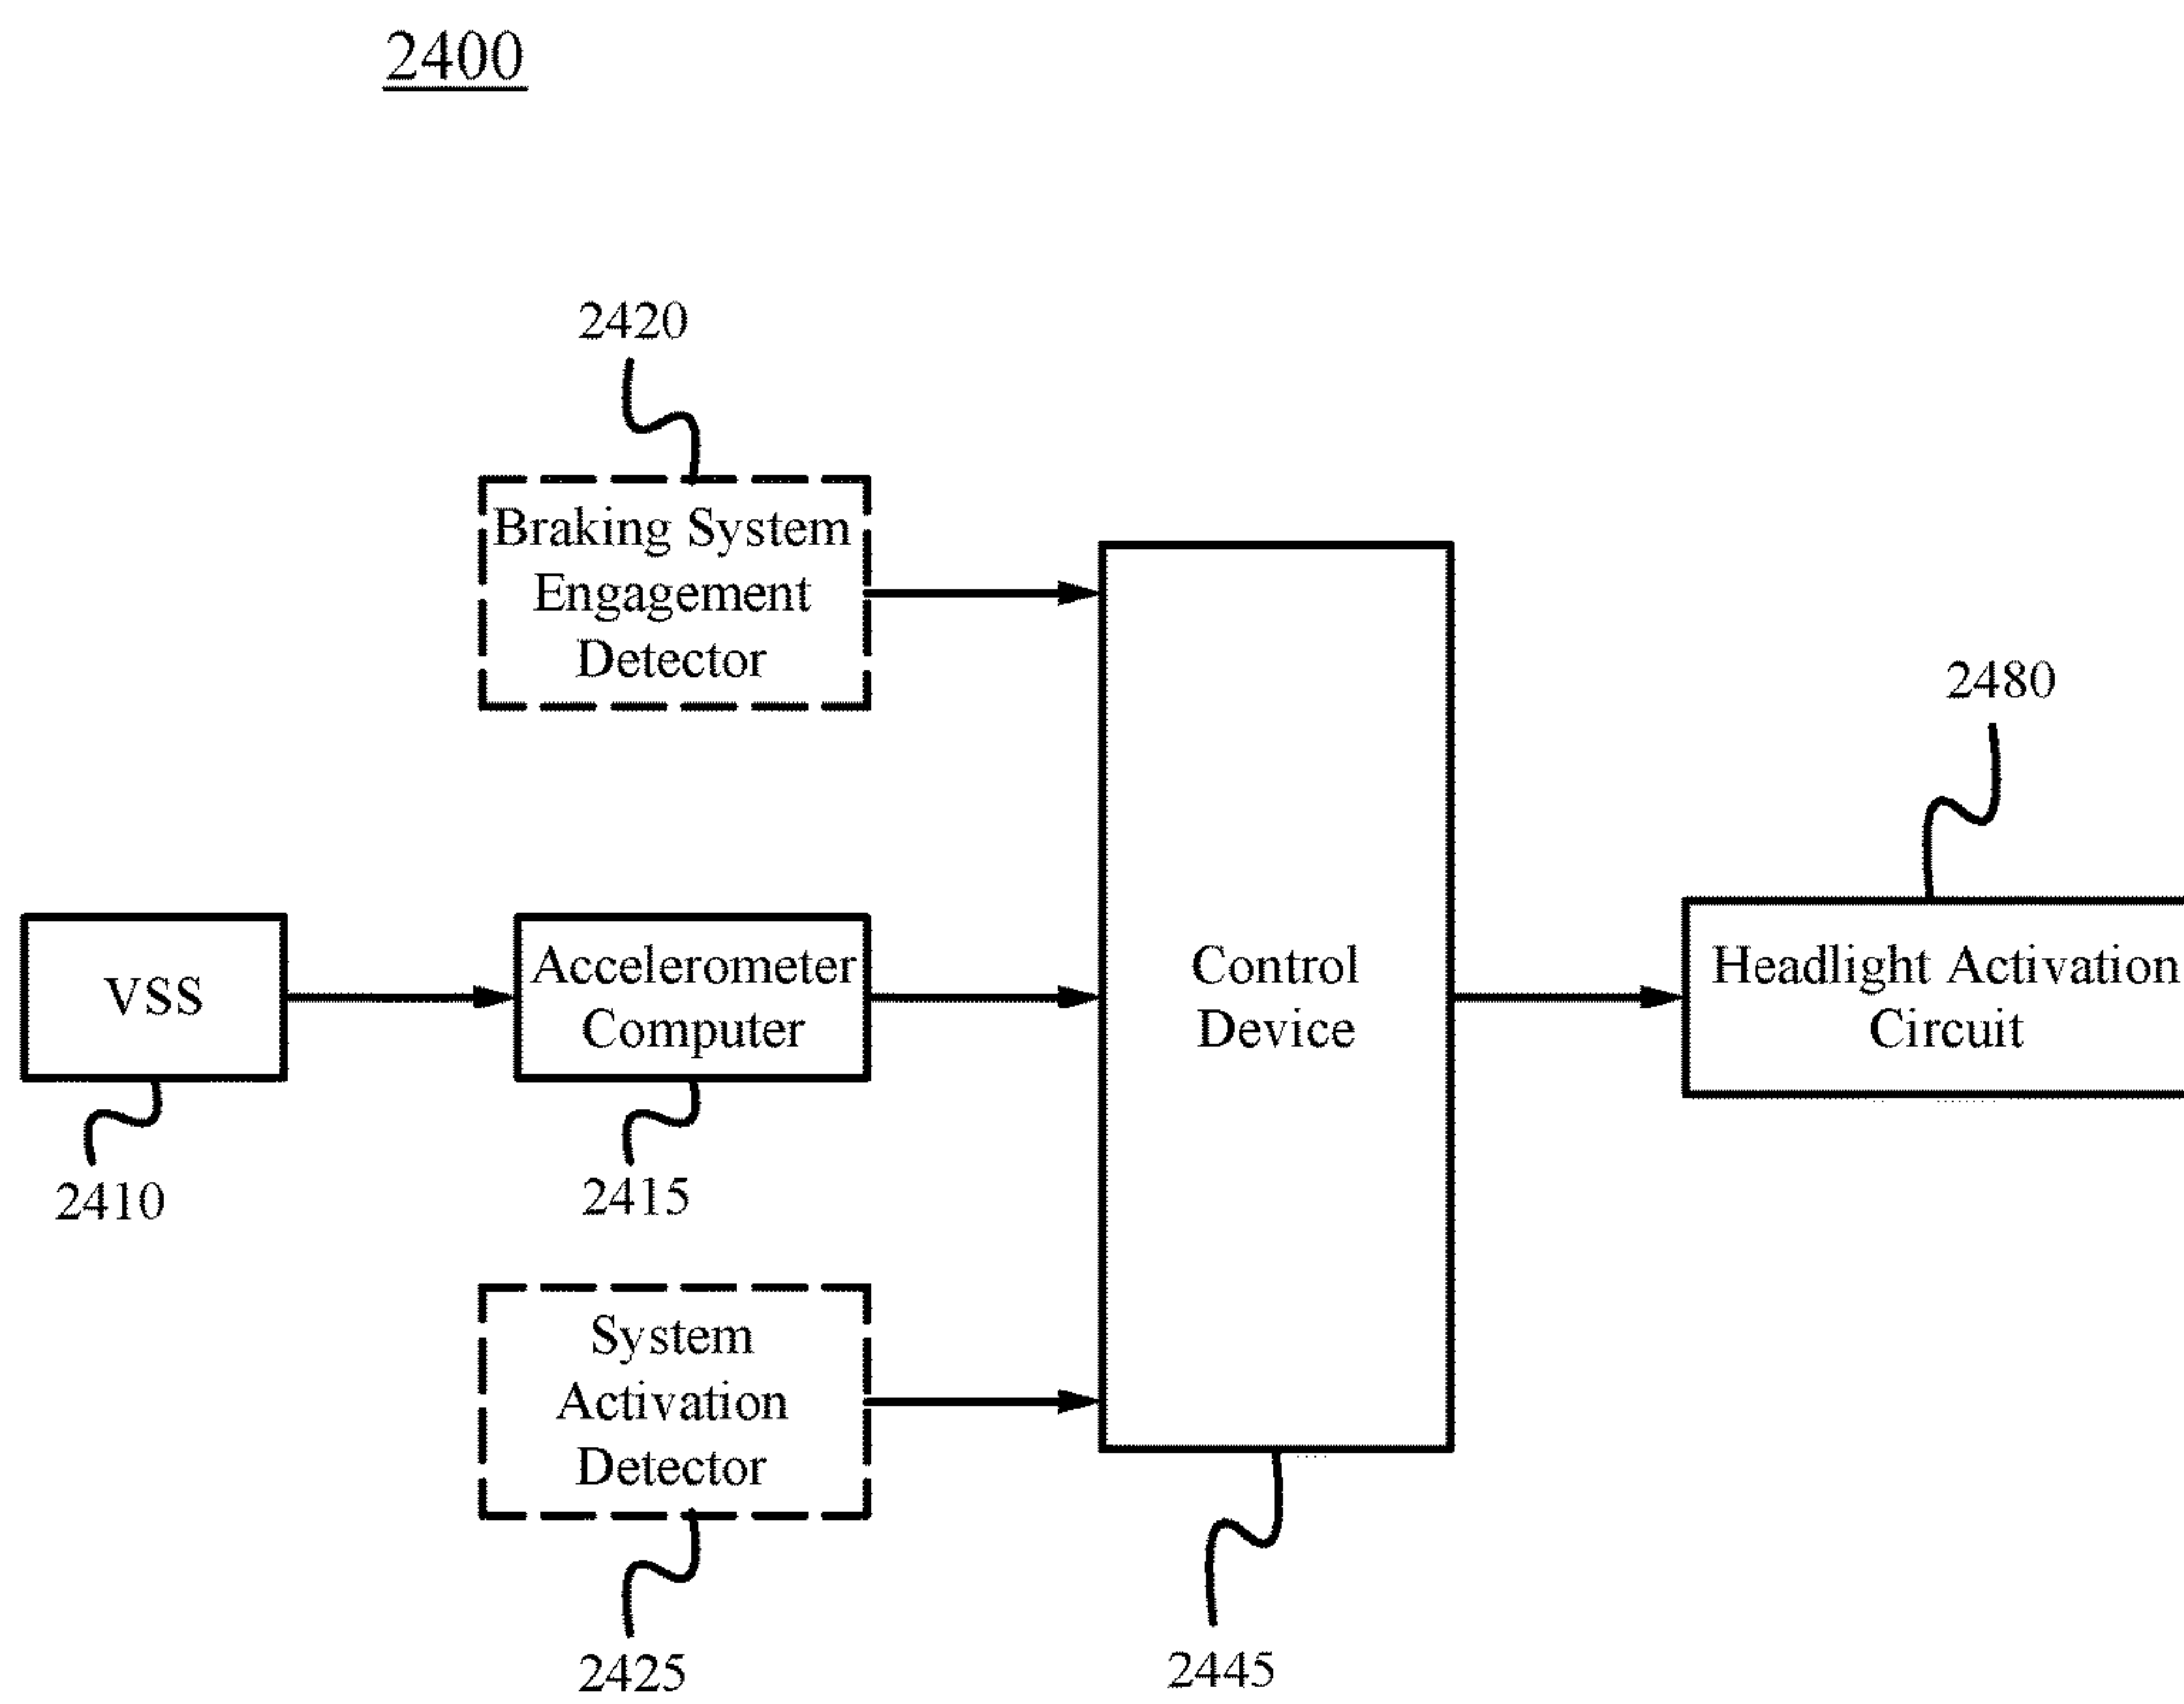 2400
2420
Braking System
Engagement
Detector
2480
VSS
Accelerometer
Computer
Control
Device
Headlight Activation
Circuit
2410
2415
System
Activation
Detector
2425
2445